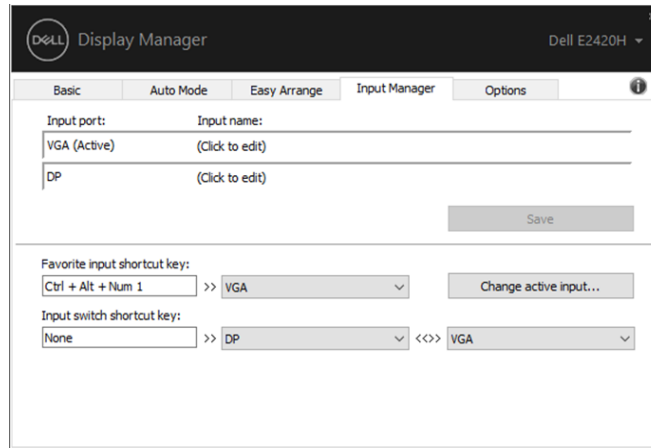 DELL Display Manager Dell E2420H
Basic Auto Mode Easy Arrange Input Manager Options
Input port: Input name:
VGA (Active) (Click to edit)
DP (Click to edit)
Save
Favorite input shortcut key:
Ctrl + Alt + Num 1 >> VGA Change active input...
Input switch shortcut key:
None >> DP <<>> VGA